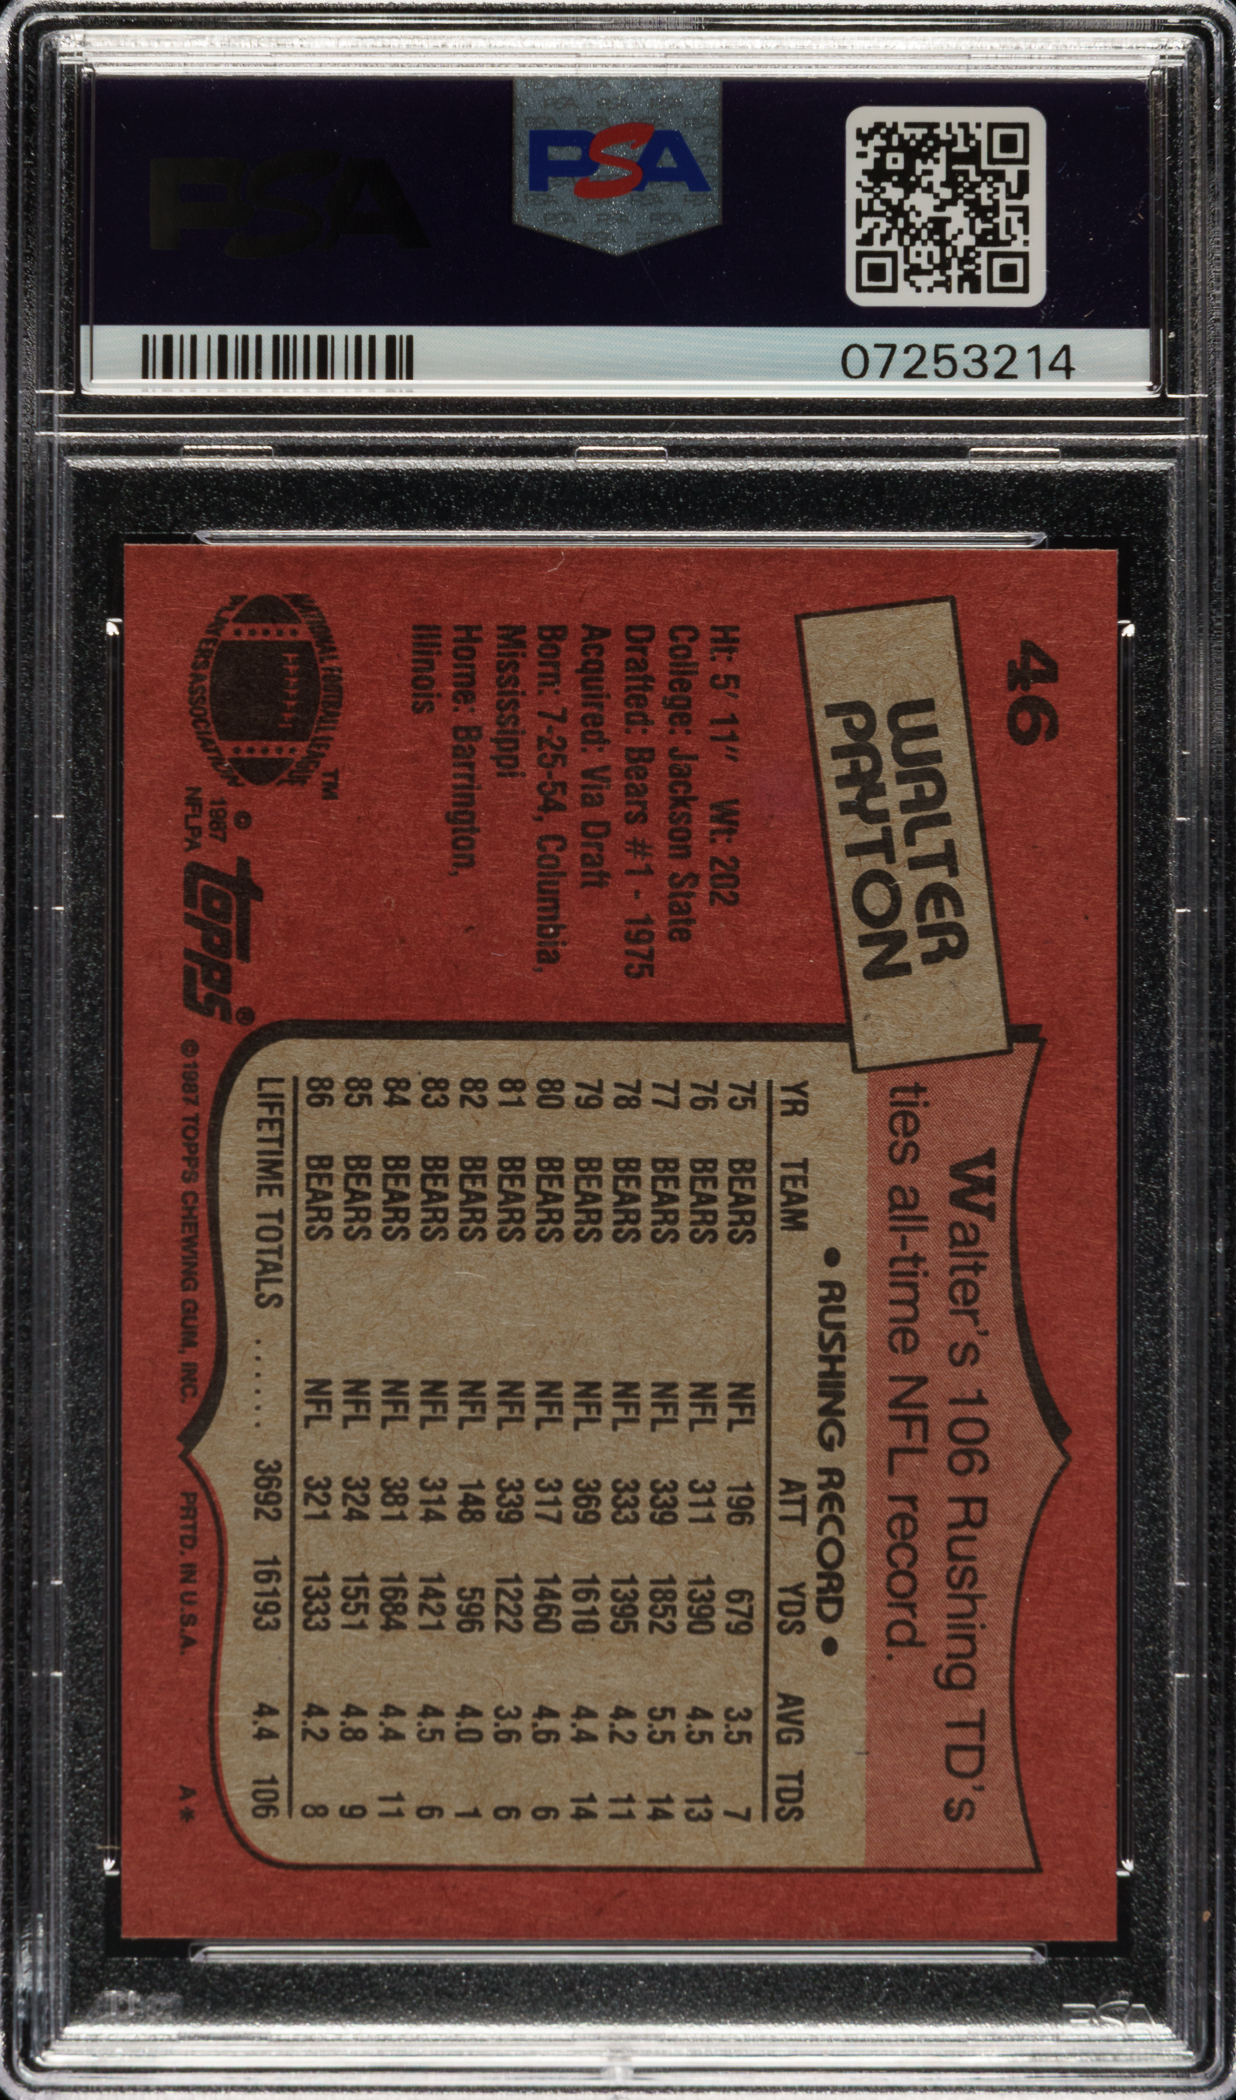 PSA
PSA
07253214
46
WALTER
PAYTON
Ht: 5' 11" Wt: 202
College: Jackson State
Drafted: Bears #1 - 1975
Acquired: Via Draft
Born: 7-25-54, Columbia,
Mississippi
Home: Barrington,
Illinois
NATIONAL FOOTBALL LEAGUE
PLAYERS ASSOCIATION
TM
©
1987
NFLPA
Topps®
Walter's 106 Rushing TD's
ties all-time NFL record.
• RUSHING RECORD •
YR TEAM ATT YDS AVG TDS
75 BEARS NFL 196 679 3.5 7
76 BEARS NFL 311 1390 4.5 13
77 BEARS NFL 339 1852 5.5 14
78 BEARS NFL 333 1395 4.2 11
79 BEARS NFL 369 1610 4.4 14
80 BEARS NFL 317 1460 4.6 6
81 BEARS NFL 339 1222 3.6 6
82 BEARS NFL 148 596 4.0 1
83 BEARS NFL 314 1421 4.5 6
84 BEARS NFL 381 1684 4.4 11
85 BEARS NFL 324 1551 4.8 9
86 BEARS NFL 321 1333 4.2 8
LIFETIME TOTALS ...... 3692 16193 4.4 106
©1987 TOPPS CHEWING GUM, INC. PRTD. IN U.S.A. A*
PSA